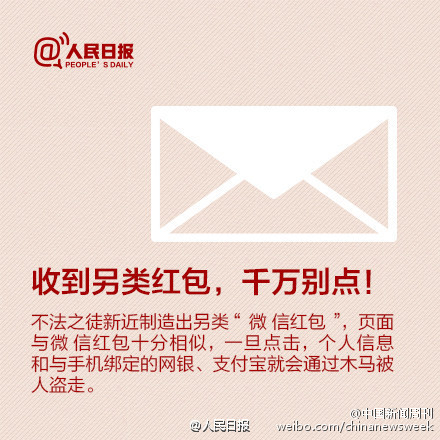 @人民日报
PEOPLE'S DAILY
收到另类红包，千万别点！
不法之徒新近制造出另类“ 微 信红包 ”，页面
与微 信红包十分相似，一旦点击，个人信息
和与手机绑定的网银、支付宝就会通过木马被
人盗走。
@人民日报
@中国新闻周刊
weibo.com/chinanewsweek